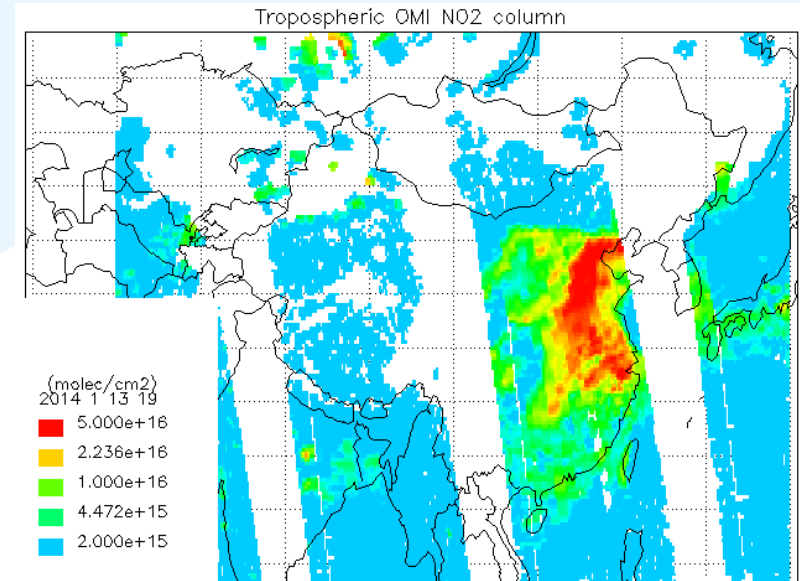 Tropospheric OMI NO2 column
(molec/cm2)
2014 1 13 19
5.000e+16
2.236e+16
1.000e+16
4.472e+15
2.000e+15